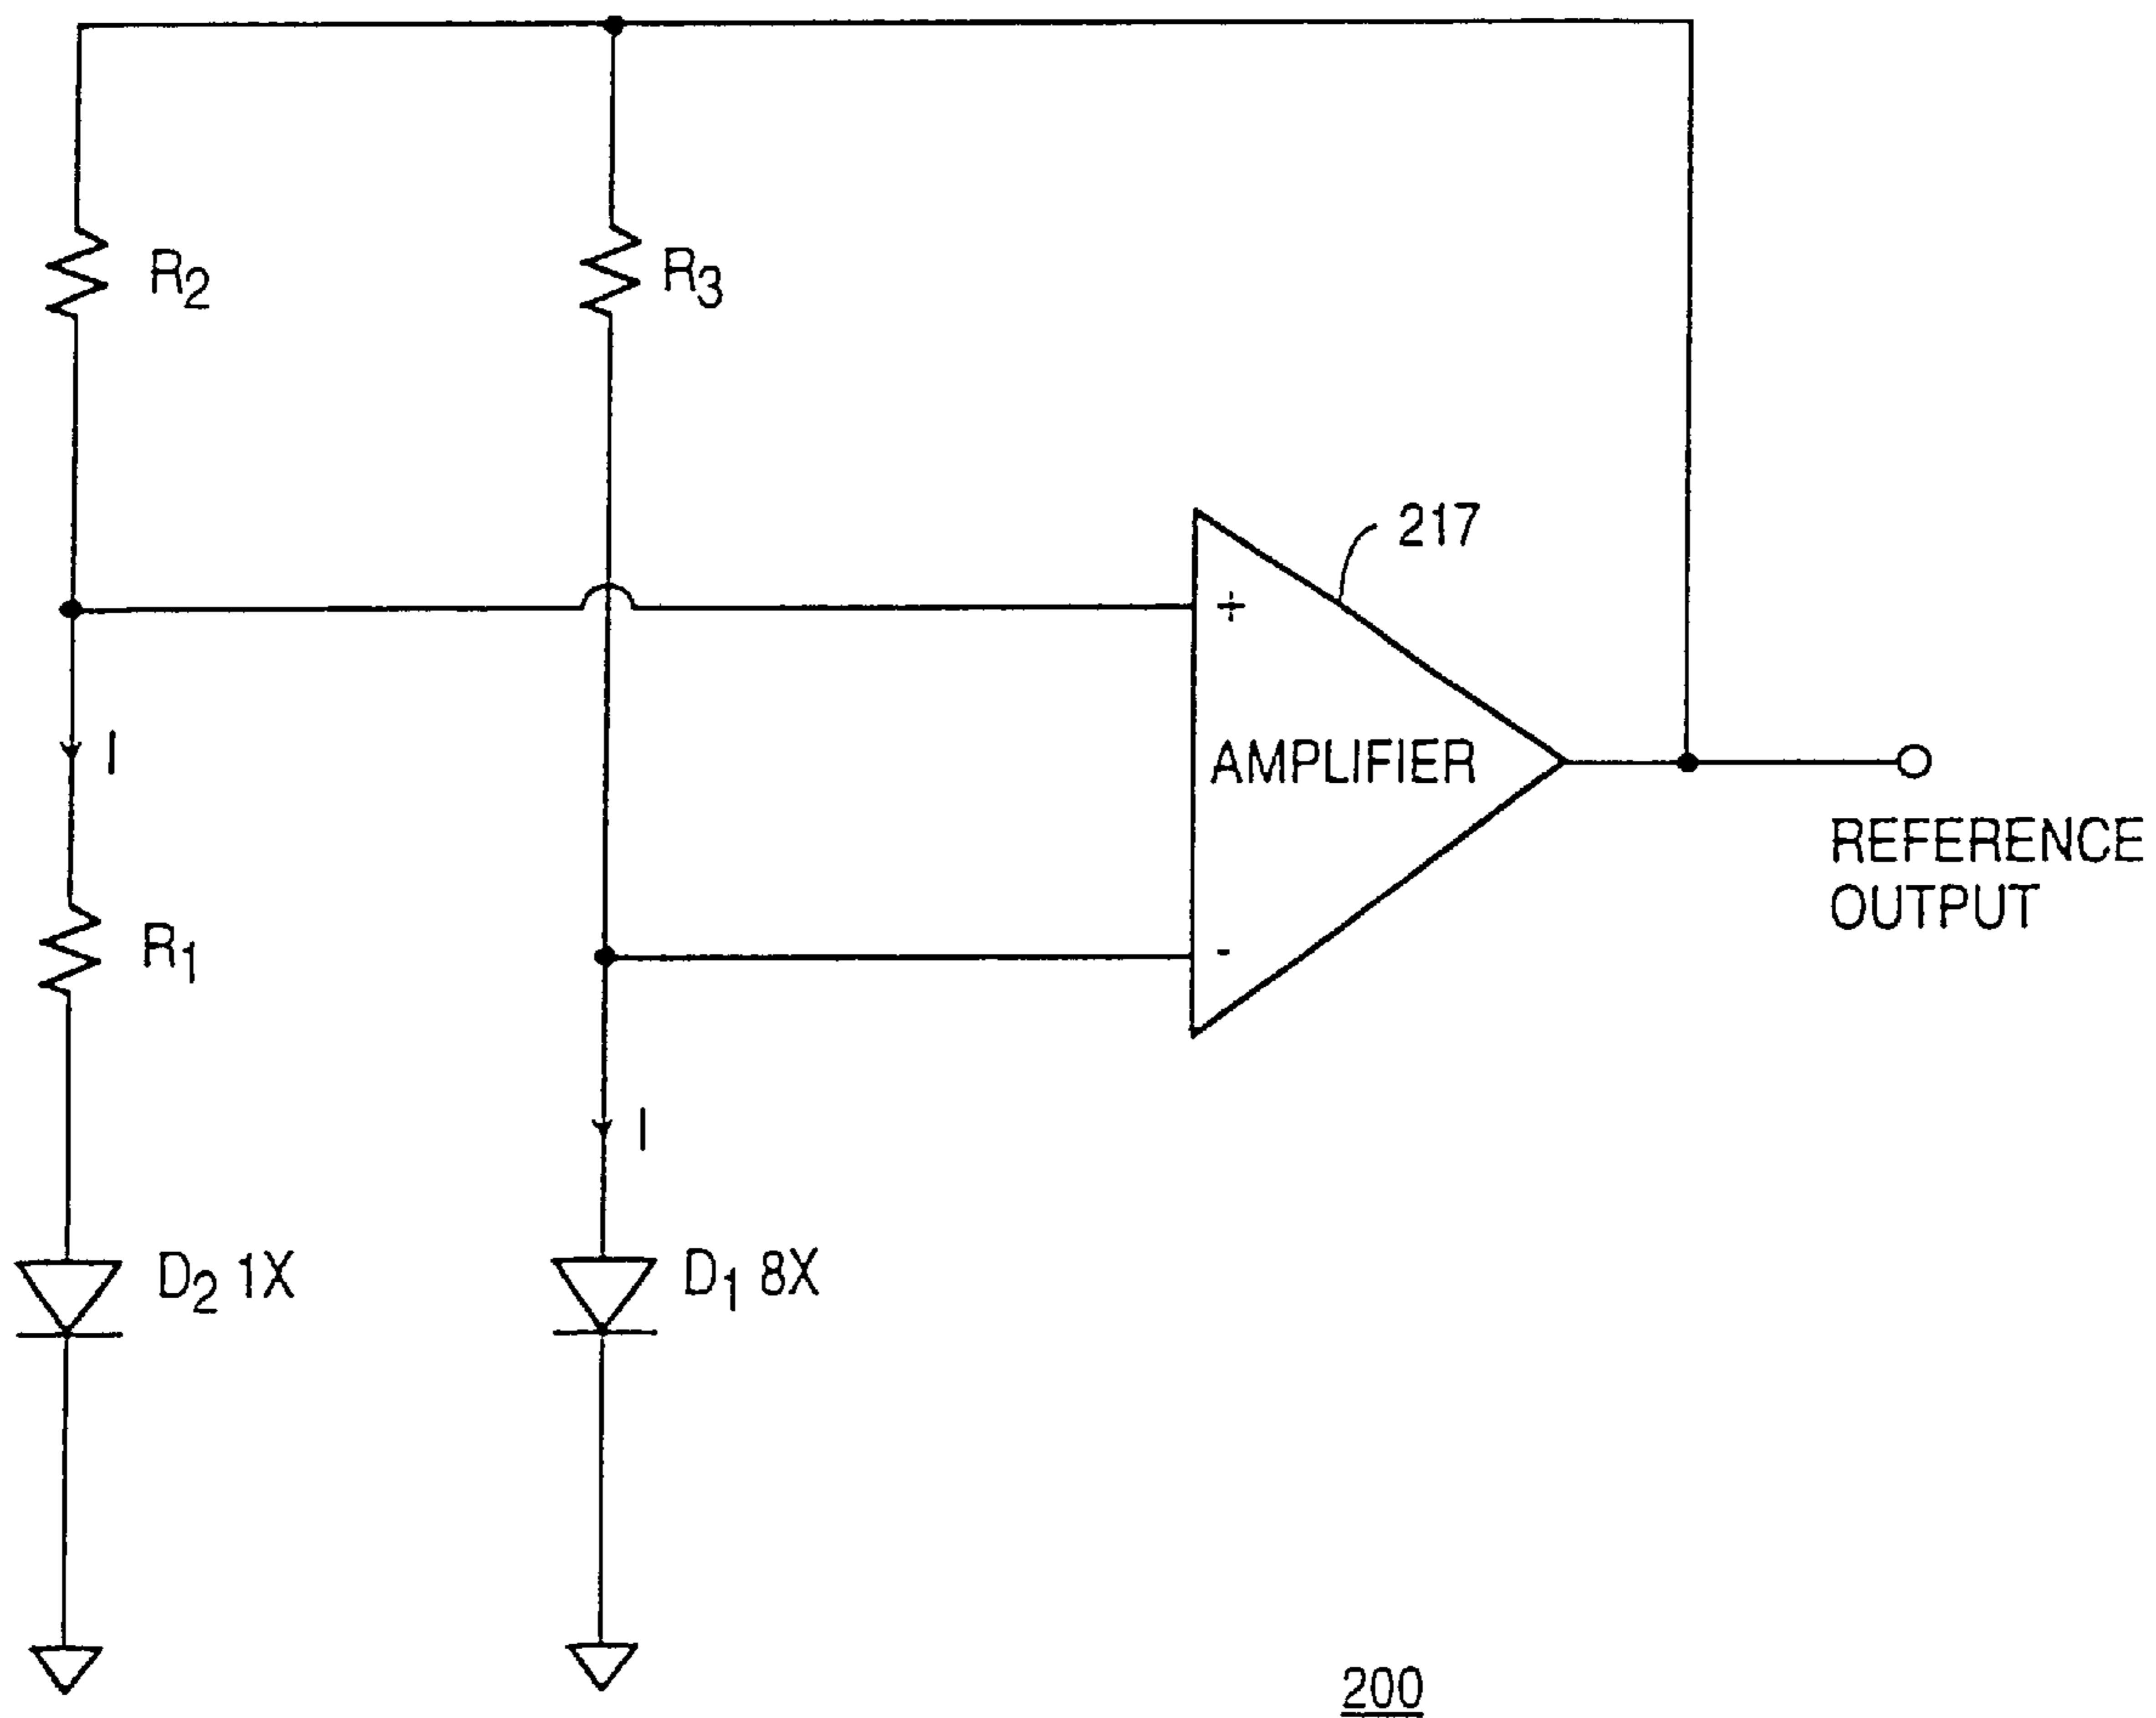 R2
R3
217
+
I
AMPLIFIER
REFERENCE
OUTPUT
R1
-
I
D2 1X
D1 8X
200